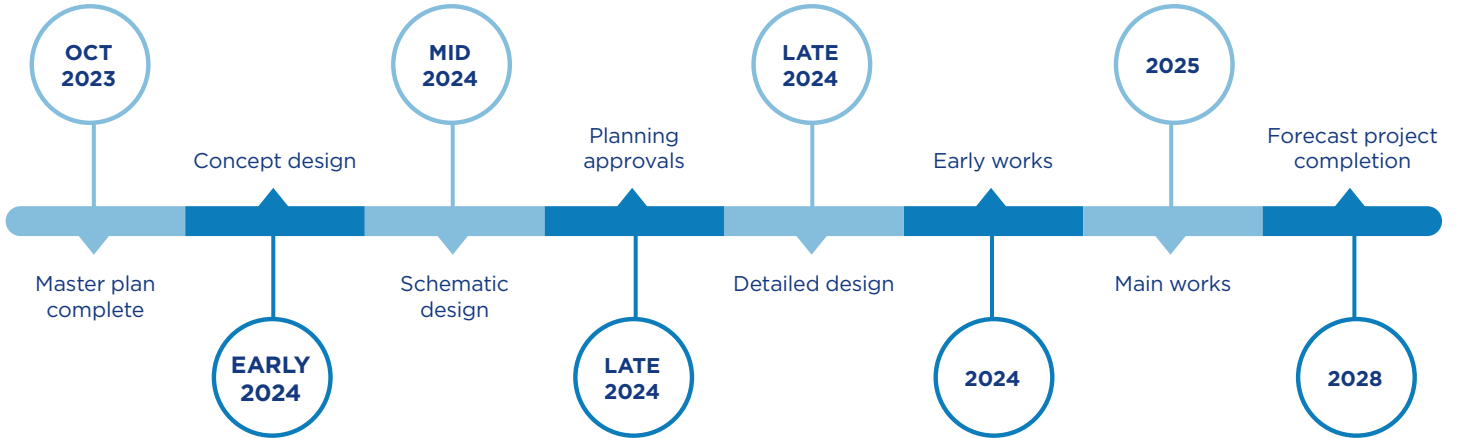 OCT
2023
Master plan
complete
Concept design
EARLY
2024
MID
2024
Schematic
design
Planning
approvals
LATE
2024
LATE
2024
Detailed design
Early works
2024
2025
Main works
Forecast project
completion
2028